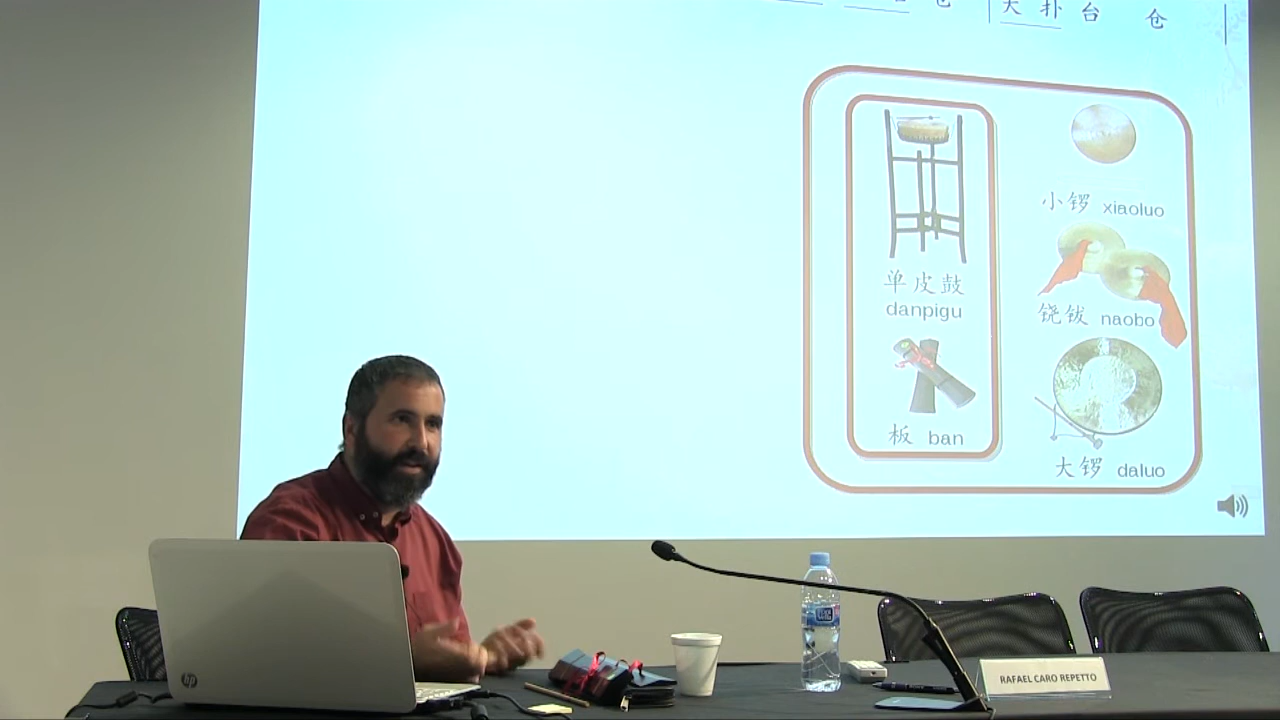 大 扑 台 仓
小锣 xiaoluo
单皮鼓
danpigu
铙钹 naobo
板 ban
大锣 daluo
hp
RAFAEL CARO REPETTO